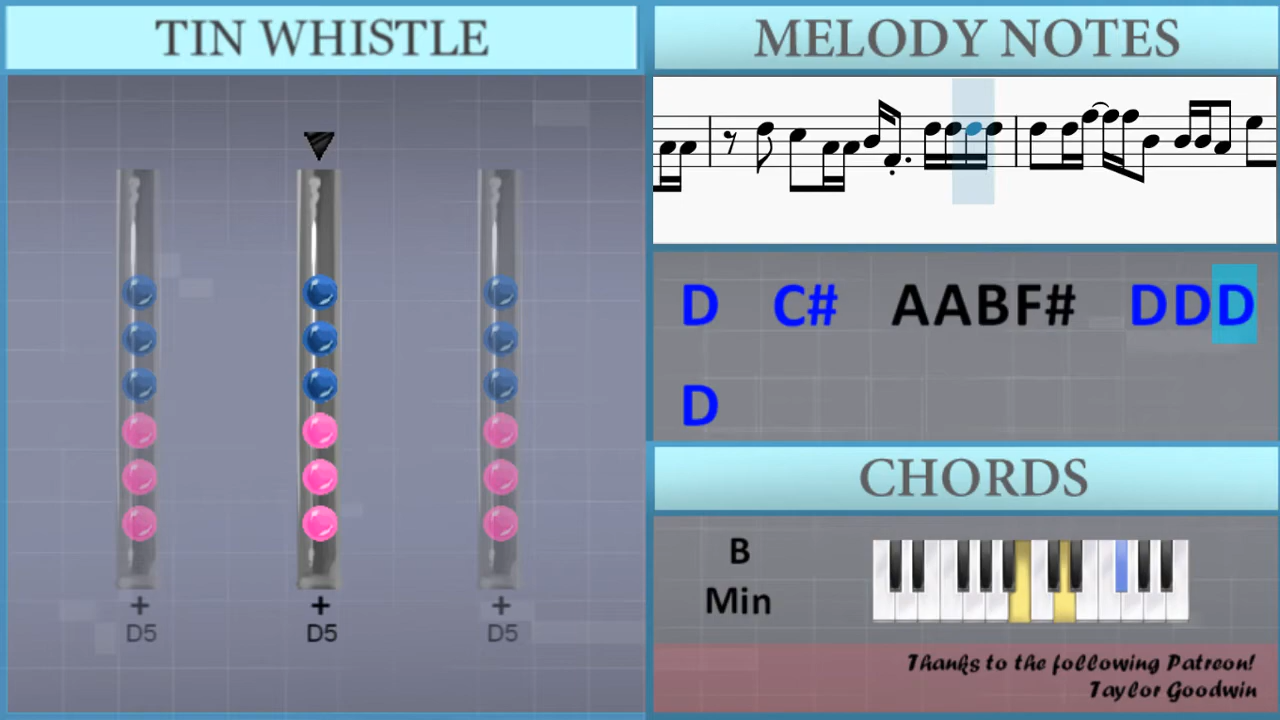 TIN WHISTLE
MELODY NOTES
D C# AABF# DDD
D
CHORDS
B
Min
+ + +
D5 D5 D5
Thanks to the following Patreon!
Taylor Goodwin